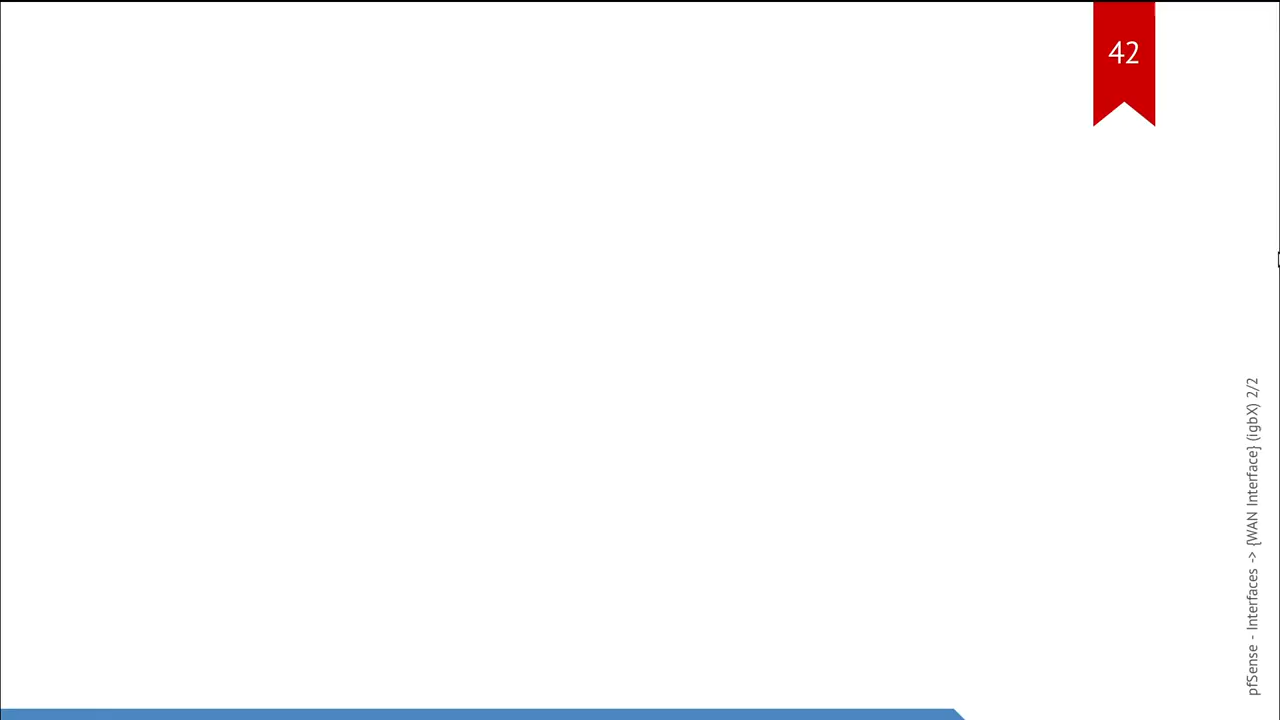 42
pfSense - Interfaces -> {WAN Interface} (igbX) 2/2